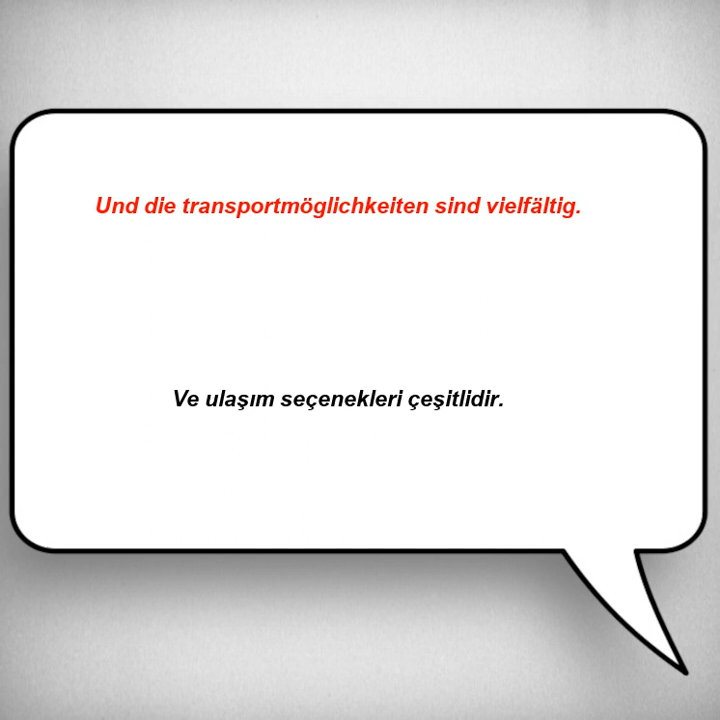 Und die transportmöglichkeiten sind vielfältig.
Ve ulaşım seçenekleri çeşitlidir.